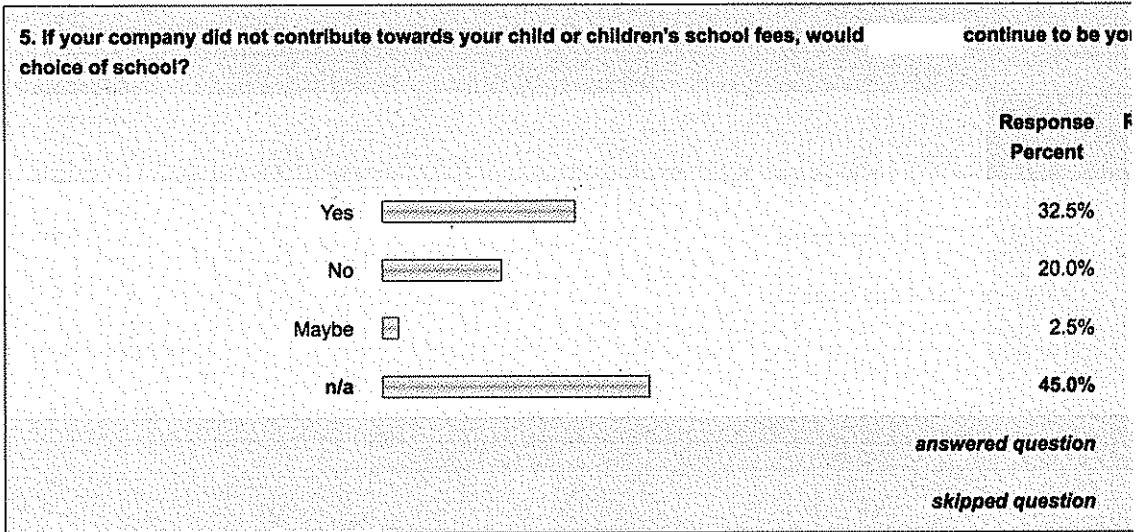 5. If your company did not contribute towards your child or children's school fees, would continue to be you
choice of school?
Response
Percent
Yes 32.5%
No 20.0%
Maybe 2.5%
n/a 45.0%
answered question
skipped question